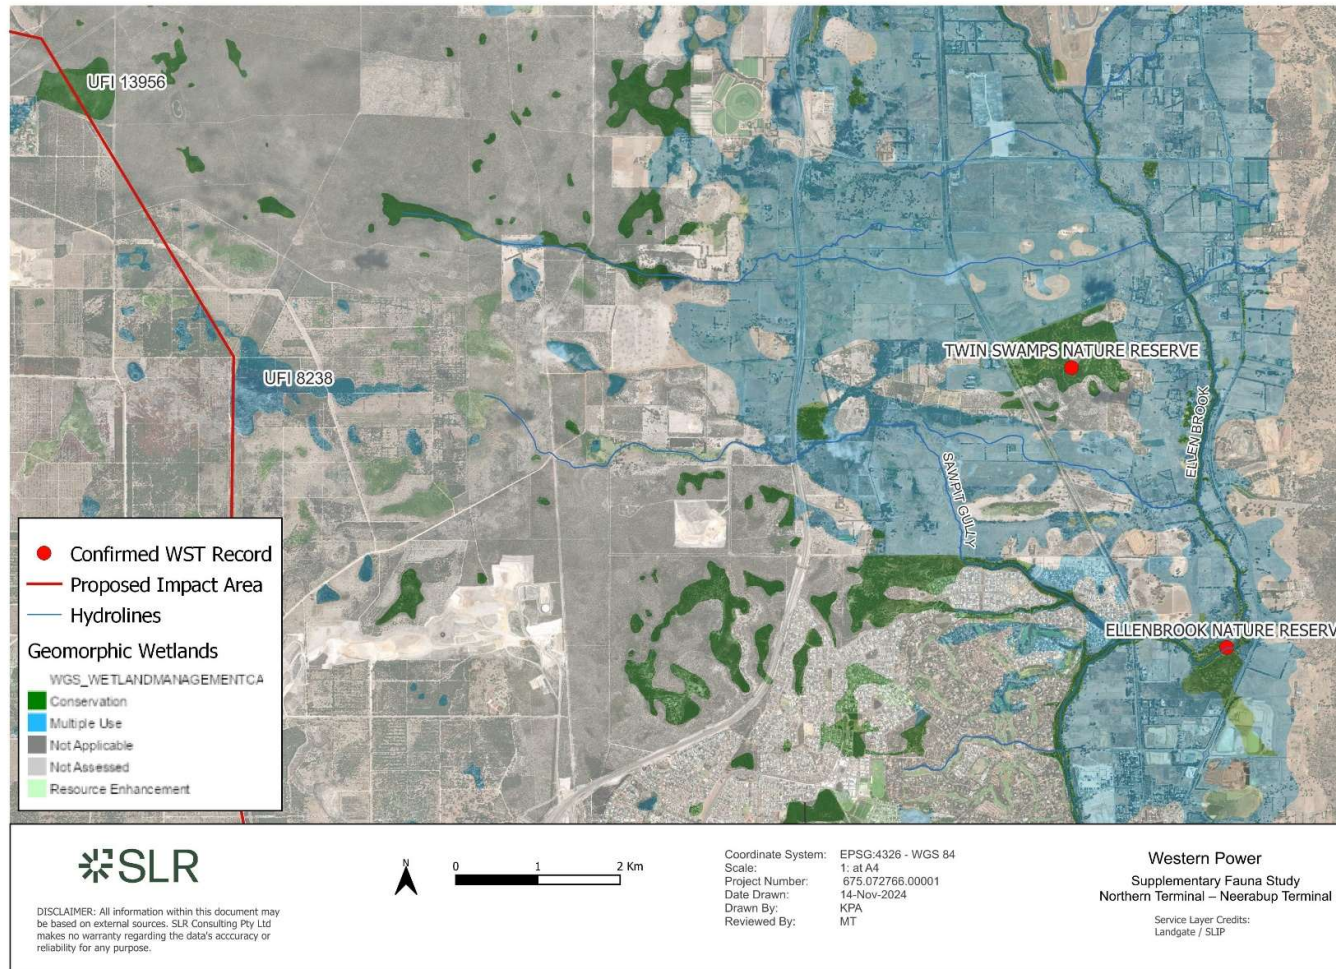 UFI 13956
TWIN SWAMPS NATURE RESERVE
UFI 8238
ELLEN BROOK
SAWPIT GULLY
ELLENBROOK NATURE RESERV
Confirmed WST Record
Proposed Impact Area
Hydrolines
Geomorphic Wetlands
WGS_WETLANDMANAGEMENTCA
Conservation
Multiple Use
Not Applicable
Not Assessed
Resource Enhancement
SLR
DISCLAIMER: All information within this document may
be based on external sources. SLR Consulting Pty Ltd
makes no warranty regarding the data's acccuracy or
reliability for any purpose.
N
0 1 2 Km
Coordinate System: EPSG:4326 - WGS 84
Scale: 1: at A4
Project Number: 675.072766.00001
Date Drawn: 14-Nov-2024
Drawn By: KPA
Reviewed By: MT
Western Power
Supplementary Fauna Study
Northern Terminal – Neerabup Terminal
Service Layer Credits:
Landgate / SLIP